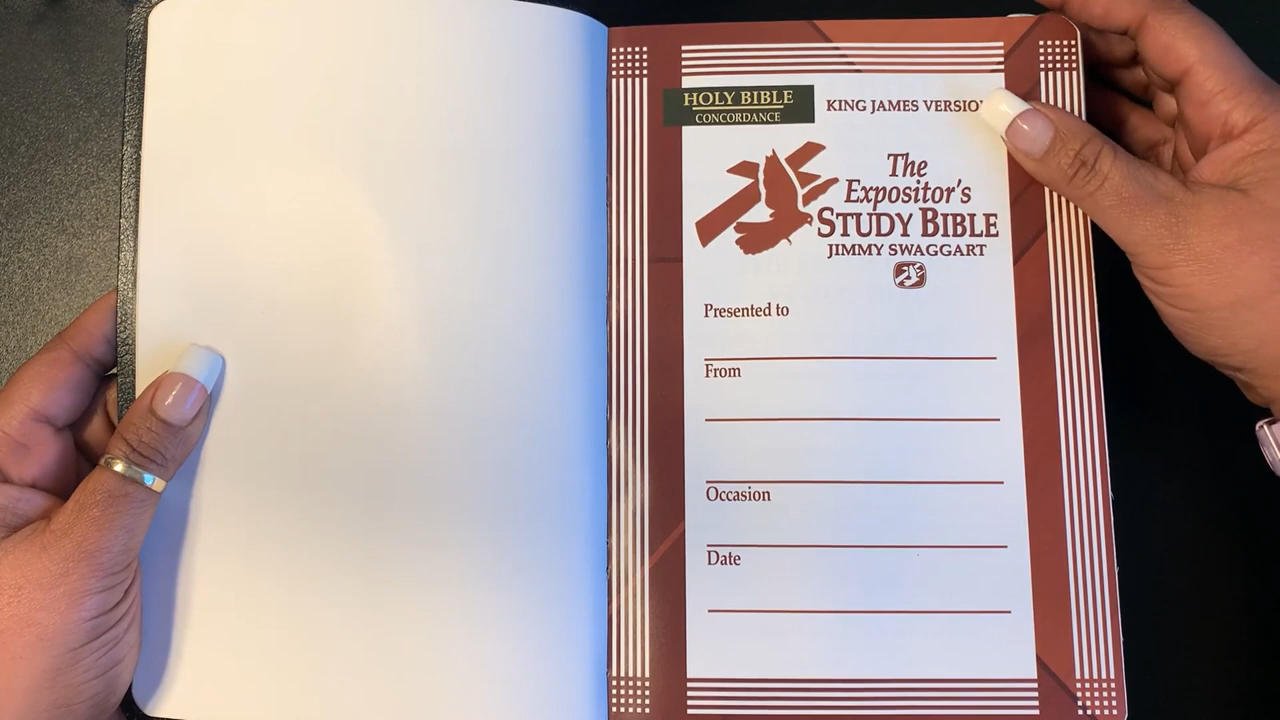 HOLY BIBLE
CONCORDANCE
KING JAMES VERSION
The
Expositor's
STUDY BIBLE
JIMMY SWAGGART
Presented to
From
Occasion
Date